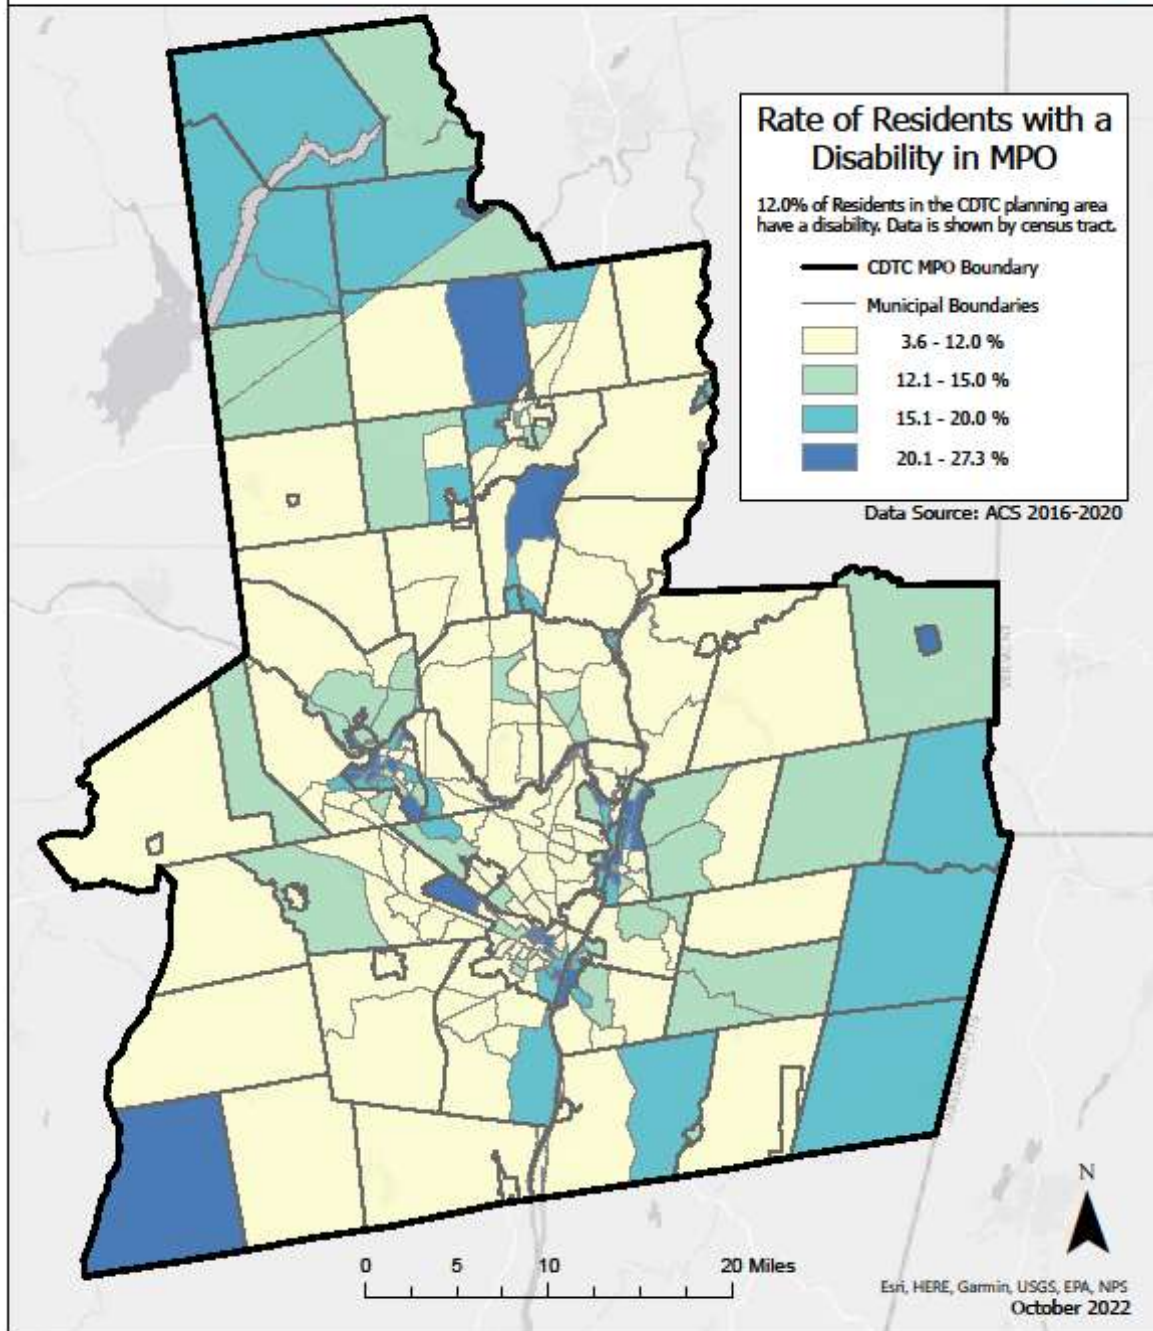 Rate of Residents with a
Disability in MPO
12.0% of Residents in the CDTC planning area
have a disability. Data is shown by census tract.
CDTC MPO Boundary
Municipal Boundaries
3.6 - 12.0 %
12.1 - 15.0 %
15.1 - 20.0 %
20.1 - 27.3 %
Data Source: ACS 2016-2020
VERMONT
MASSACHUSETTS
N
0 5 10 20 Miles
Esri, HERE, Garmin, USGS, EPA, NPS
October 2022